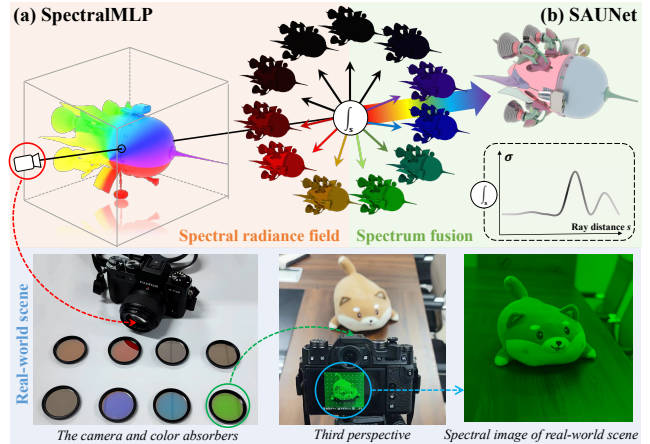 (a) SpectralMLP
(b) SAUNet
∫s
σ
∫s
Ray distance s
Spectral radiance field
Spectrum fusion
Real-world scene
FUJIFILM
The camera and color absorbers
Third perspective
Spectral image of real-world scene